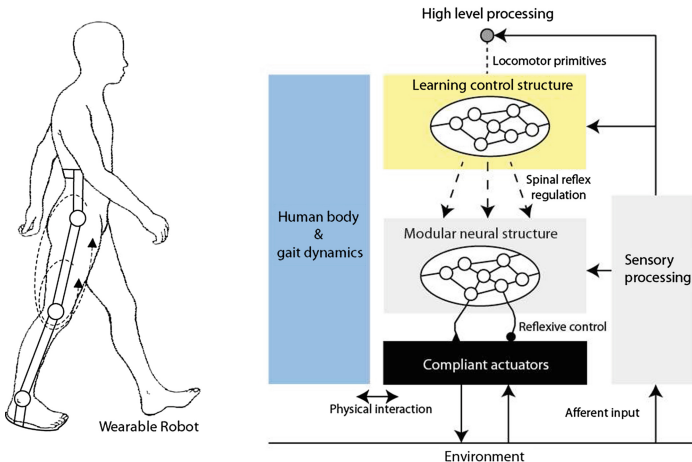 High level processing
Locomotor primitives
Learning control structure
Spinal reflex
regulation
Human body
&
gait dynamics
Modular neural structure
Sensory
processing
Reflexive control
Compliant actuators
Physical interaction
Afferent input
Wearable Robot
Environment